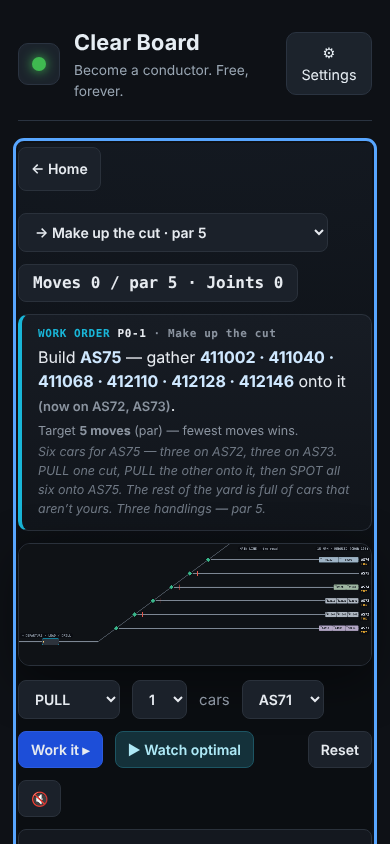 Clear Board
Become a conductor. Free,
forever.
⚙
Settings
← Home
→ Make up the cut · par 5
Moves 0 / par 5 · Joints 0
WORK ORDER P0-1 · Make up the cut
Build AS75 — gather 411002 · 411040 ·
411068 · 412110 · 412128 · 412146 onto it
(now on AS72, AS73).
Target 5 moves (par) — fewest moves wins.
Six cars for AS75 — three on AS72, three on AS73.
PULL one cut, PULL the other onto it, then SPOT all
six onto AS75. The rest of the yard is full of cars that
aren't yours. Three handlings — par 5.
PULL
1
cars
AS71
Work it ▸
▶ Watch optimal
Reset